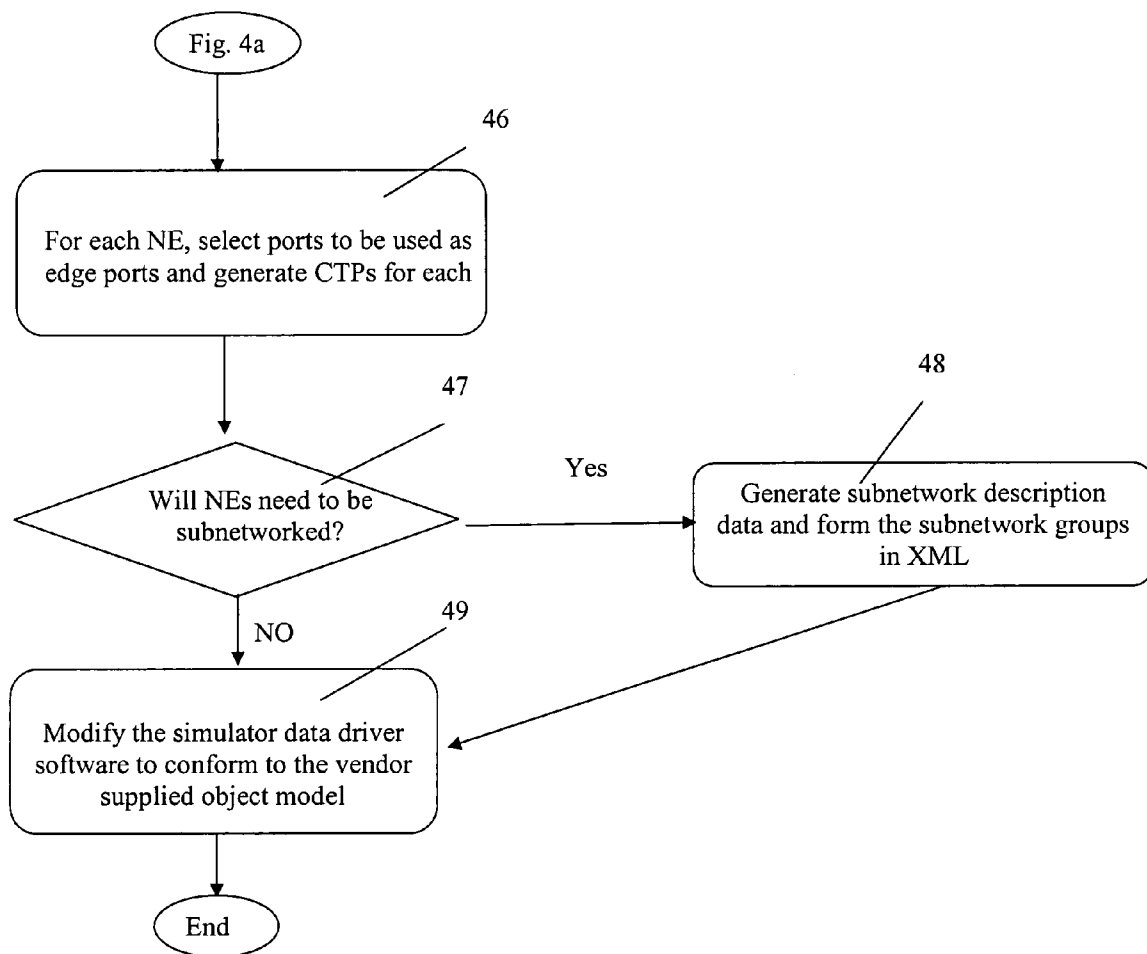 Fig. 4a
46
For each NE, select ports to be used as
edge ports and generate CTPs for each
47
Will NEs need to be
subnetworked?
Yes
48
Generate subnetwork description
data and form the subnetwork groups
in XML
NO
49
Modify the simulator data driver
software to conform to the vendor
supplied object model
End